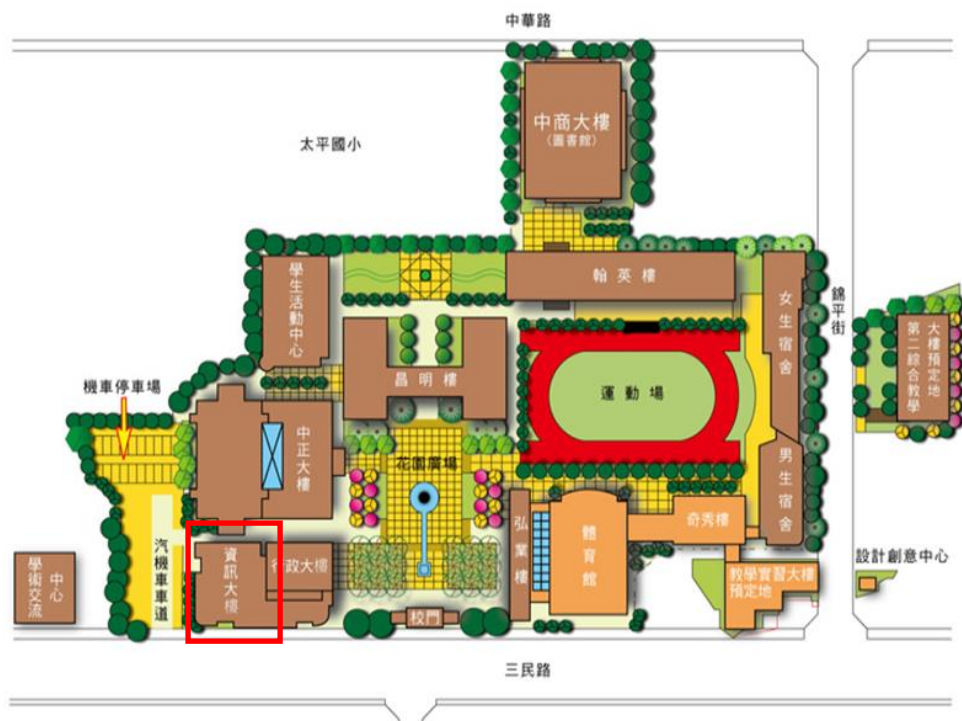 中華路
中商大樓
(圖書館)
太平國小
學生活動中心
翰英樓
女生宿舍
錦平街
大樓預定地
第二綜合教學
機車停車場
昌明樓
運動場
中正大樓
花園廣場
男生宿舍
弘業樓
體育館
奇秀樓
汽機車車道
資訊大樓
行政大樓
設計創意中心
教學實習大樓
預定地
中心
學術交流
校門
三民路